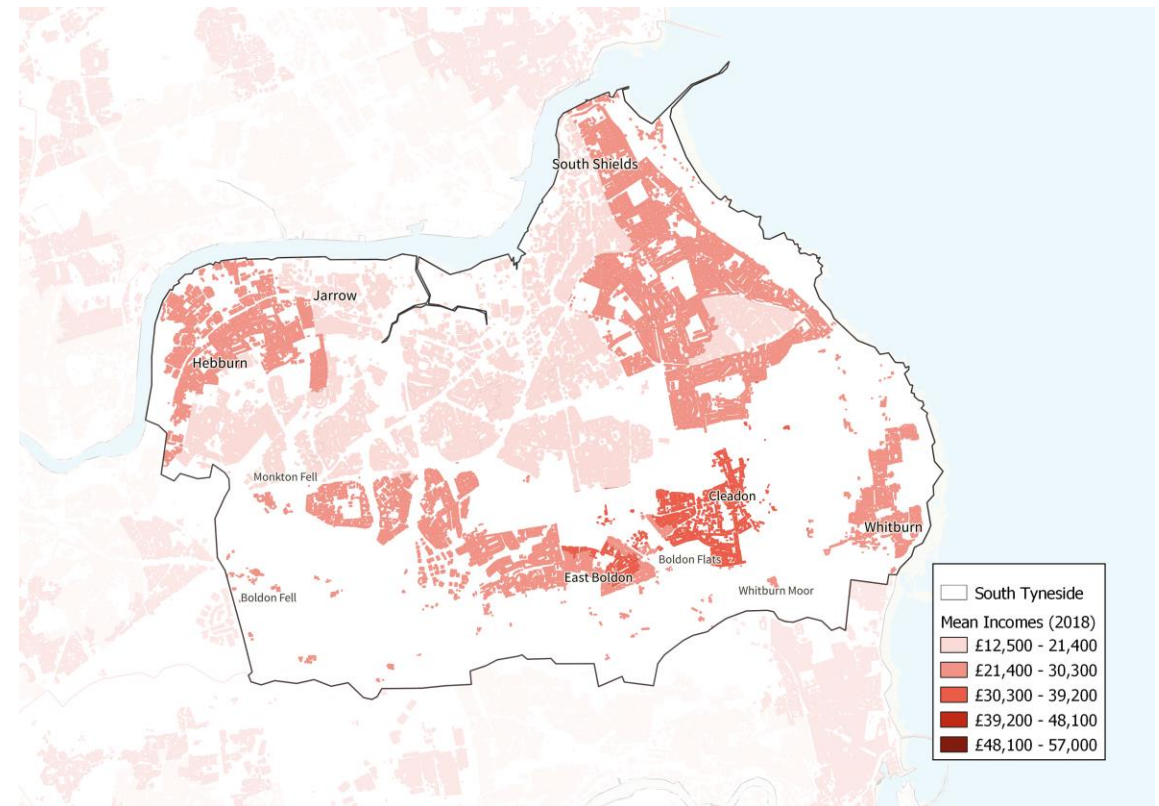 South Shields
Jarrow
Hebburn
Monkton Fell
Cleadon
Whitburn
Boldon Flats
East Boldon
Whitburn Moor
Boldon Fell
South Tyneside
Mean Incomes (2018)
£12,500 - 21,400
£21,400 - 30,300
£30,300 - 39,200
£39,200 - 48,100
£48,100 - 57,000